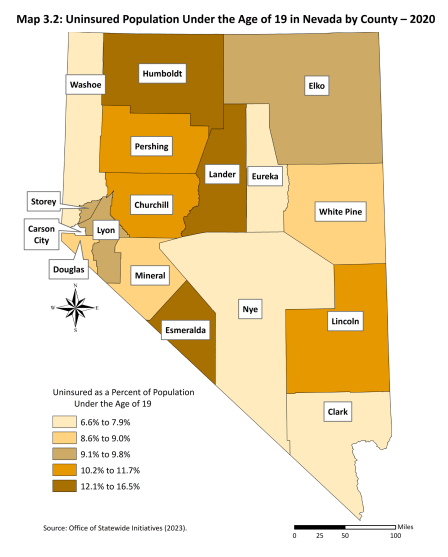 Map 3.2: Uninsured Population Under the Age of 19 in Nevada by County – 2020
Humboldt
Washoe
Elko
Pershing
Lander
Eureka
Storey
Churchill
White Pine
Carson
City
Lyon
Douglas
Mineral
N
W
E
S
Nye
Esmeralda
Lincoln
Uninsured as a Percent of Population
Under the Age of 19
6.6% to 7.9%
8.6% to 9.0%
9.1% to 9.8%
10.2% to 11.7%
12.1% to 16.5%
Clark
Source: Office of Statewide Initiatives (2023).
Miles
0 25 50 100